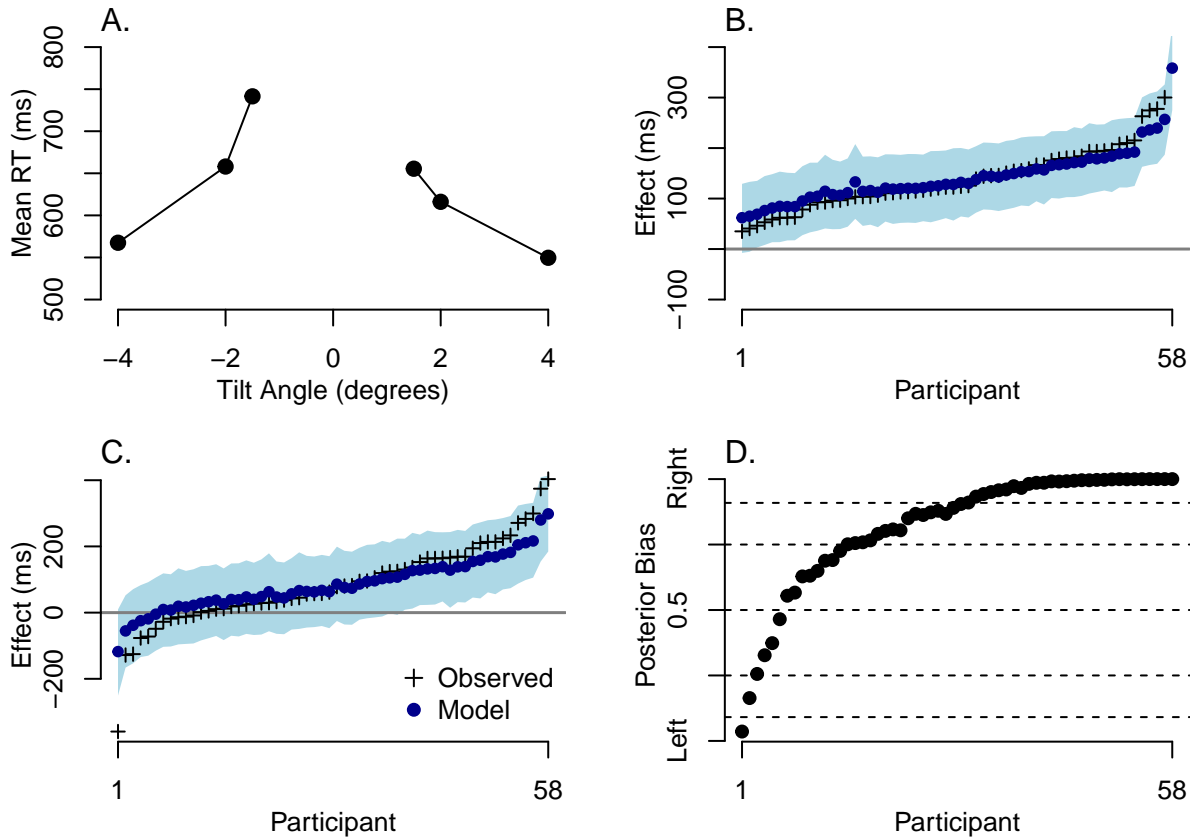 A.
Mean RT (ms)
800
700
600
500
−4
−2
0
2
4
Tilt Angle (degrees)
B.
Effect (ms)
300
100
−100
1
58
Participant
C.
Effect (ms)
200
0
−200
Observed
Model
1
58
Participant
D.
Posterior Bias
Right
0.5
Left
1
58
Participant